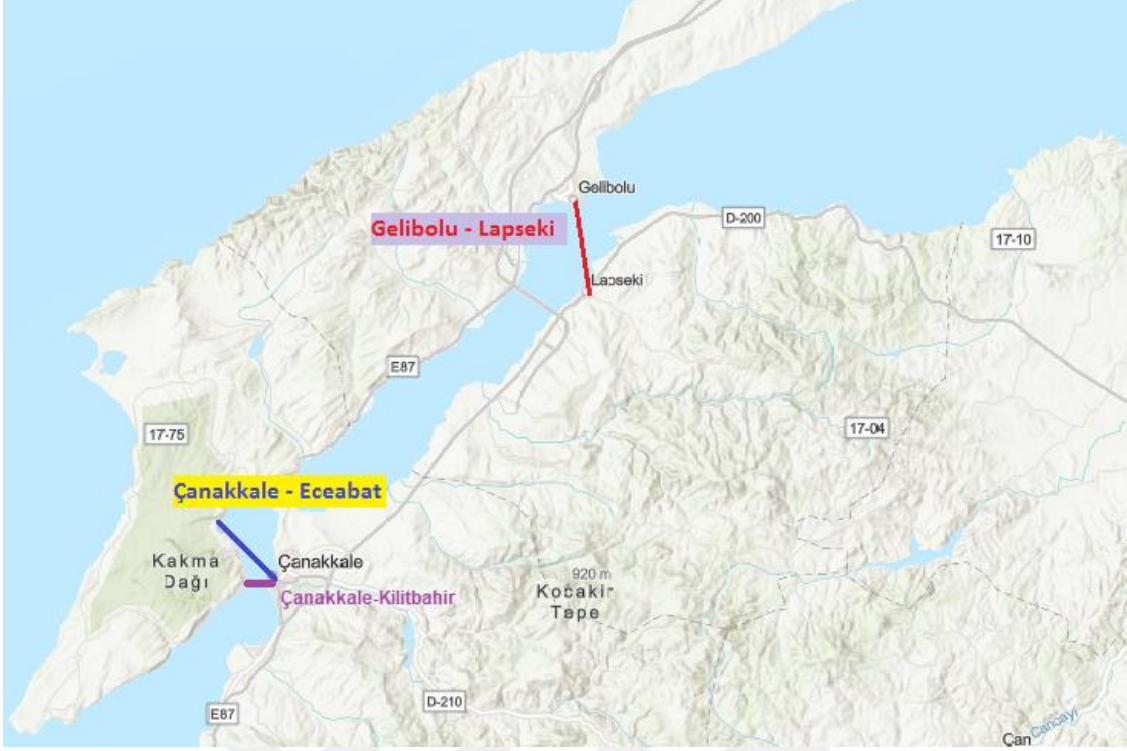 Gelibolu
Gelibolu - Lapseki
D-200
17-10
Lapseki
E87
17-75
17-04
Çanakkale - Eceabat
Kakma
Dağı
Çanakkale
Çanakkale-Kilitbahir
920 m
Kocakır
Tepe
E87
D-210
Çan
Cançayı